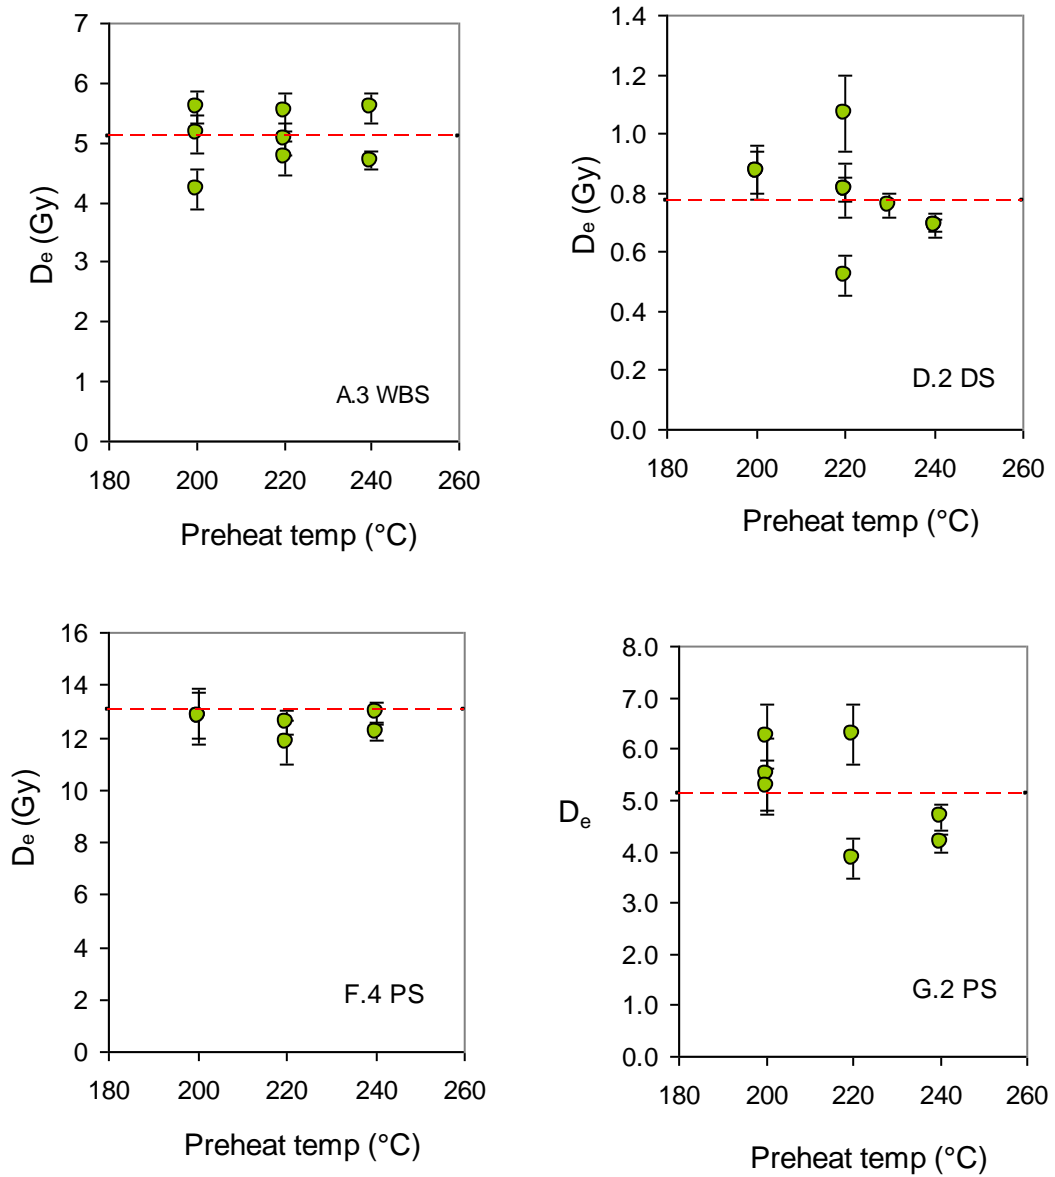 7
6
5
4
3
2
1
0
De (Gy)
A.3 WBS
180 200 220 240 260
Preheat temp (°C)
1.4
1.2
1.0
0.8
0.6
0.4
0.2
0.0
De (Gy)
D.2 DS
180 200 220 240 260
Preheat temp (°C)
16
14
12
10
8
6
4
2
0
De (Gy)
F.4 PS
180 200 220 240 260
Preheat temp (°C)
8.0
7.0
6.0
5.0
4.0
3.0
2.0
1.0
0.0
De
G.2 PS
180 200 220 240 260
Preheat temp (°C)